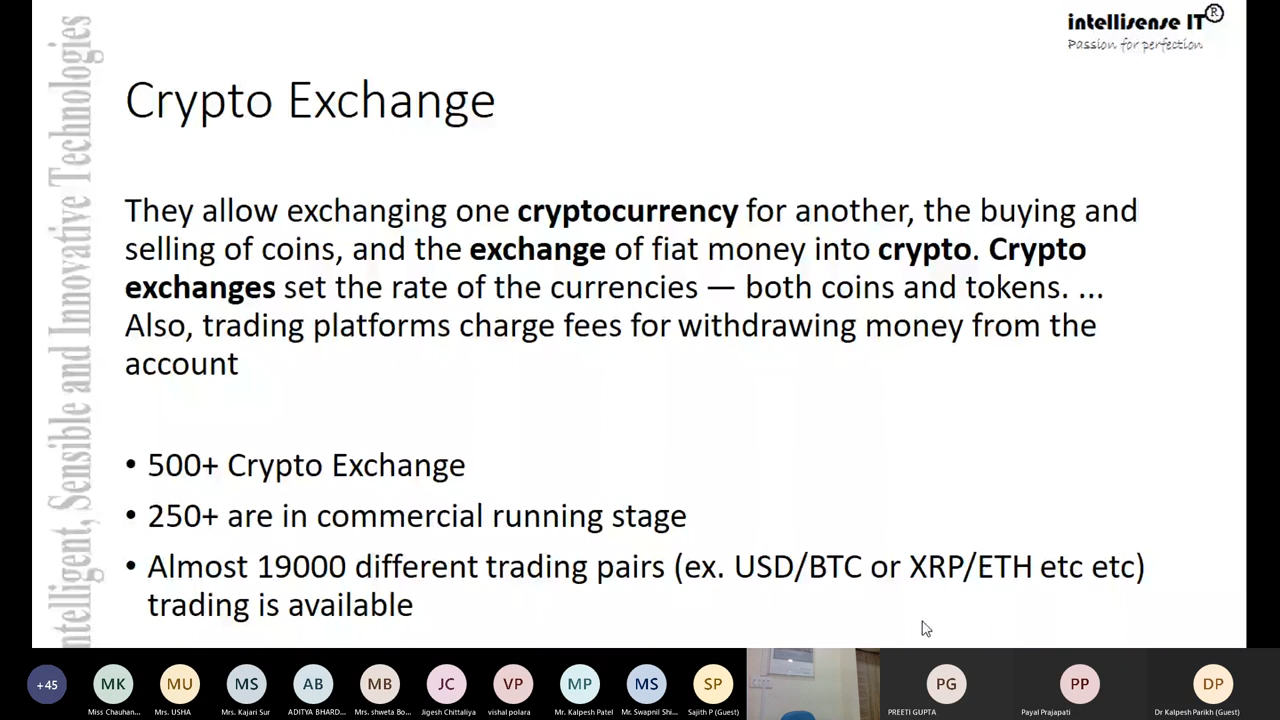 intellisense IT®
Passion for perfection
ntelligent, Sensible and Innovative Technologies
Crypto Exchange
They allow exchanging one cryptocurrency for another, the buying and
selling of coins, and the exchange of fiat money into crypto. Crypto
exchanges set the rate of the currencies — both coins and tokens. ...
Also, trading platforms charge fees for withdrawing money from the
account
• 500+ Crypto Exchange
• 250+ are in commercial running stage
• Almost 19000 different trading pairs (ex. USD/BTC or XRP/ETH etc etc)
trading is available
+45 MK MU MS AB MB JC VP MP MS SP PG PP DP
Miss Chauhan... Mrs. USHA Mrs. Kajari Sur ADITYA BHARD... Mrs. shweta Bo... Jigesh Chittaliya vishal polara Mr. Kalpesh Patel Mr. Swapnil Shi... Sajith P (Guest) PREETI GUPTA Payal Prajapati Dr Kalpesh Parikh (Guest)